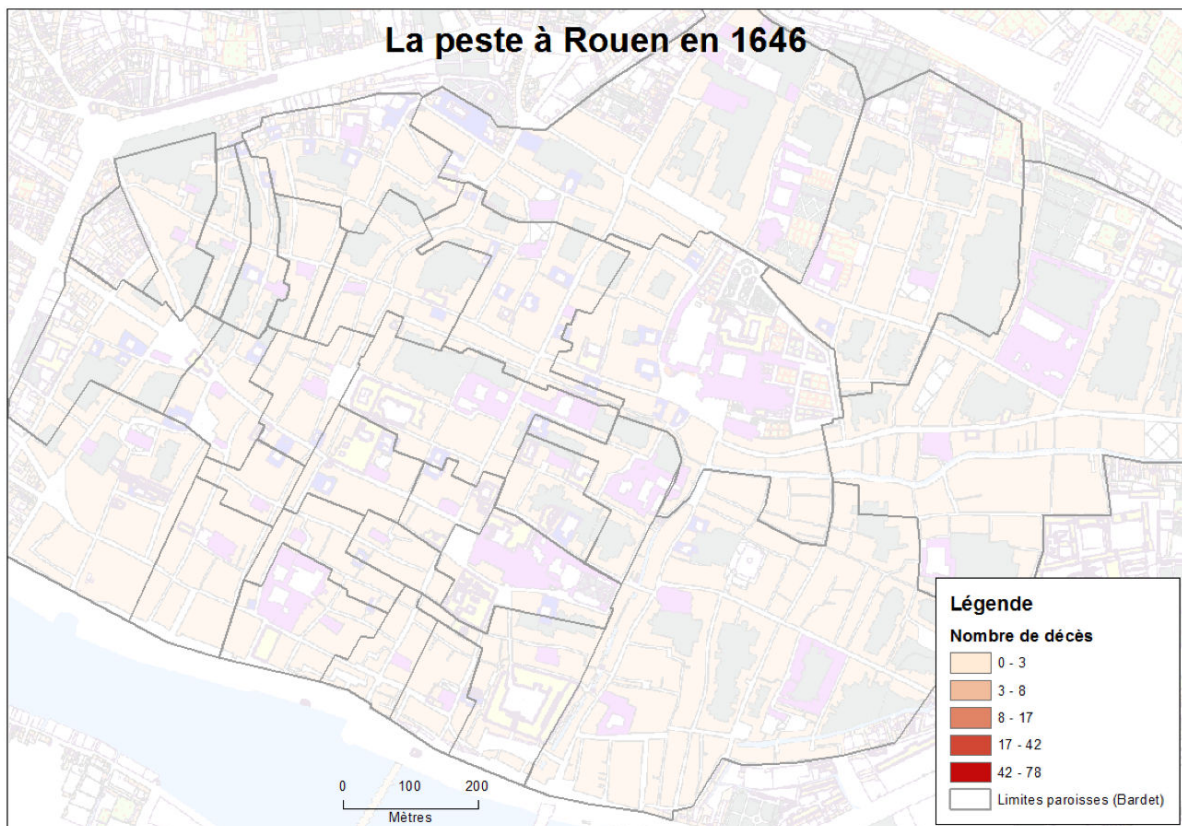 La peste à Rouen en 1646
Légende
Nombre de décès
0 - 3
3 - 8
8 - 17
17 - 42
42 - 78
Limites paroisses (Bardet)
0 100 200
Mètres